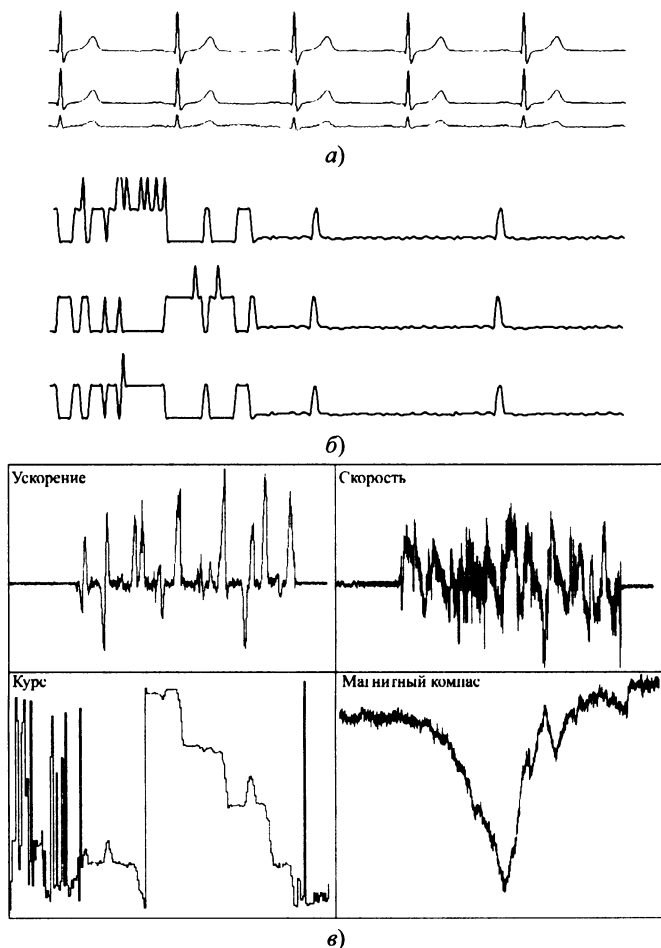 а)
б)
Ускорение
Скорость
Курс
Магнитный компас
в)